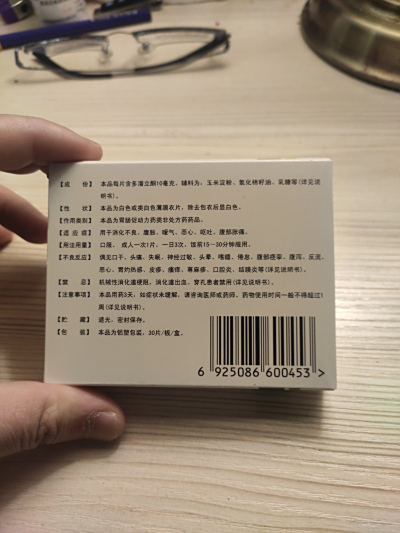 【成　　份】 本品每片含多潘立酮10毫克，辅料为：玉米淀粉、氢化蓖麻油、乳糖等(详见说
明书)。
【性　　状】 本品为白色或类白色薄膜衣片，除去包衣后显白色。
【作用类别】 本品为胃肠促动力药类非处方药药品。
【适 应 症】 用于消化不良、腹胀、嗳气、恶心、呕吐、腹部胀痛。
【用法用量】 口服。 成人一次1片，一日3次，饭前15～30分钟服用。
【不良反应】 偶见口干、头痛、失眠、神经过敏、头晕、嗜睡、倦怠、腹部痉挛、腹泻、反流、
恶心、胃灼热感、皮疹、瘙痒、荨麻疹、口腔炎、结膜炎等(详见说明书)。
【禁　　忌】 机械性消化道梗阻，消化道出血、穿孔患者禁用(详见说明书)。
【注意事项】 本品用药3天，如症状未缓解，请咨询医师或药师。药物使用时间一般不得超过1
周(详见说明书)。
【贮　　藏】 遮光，密封保存。
【包　　装】 本品为铝塑包装，30片/板/盒。
6 925086 600453 >